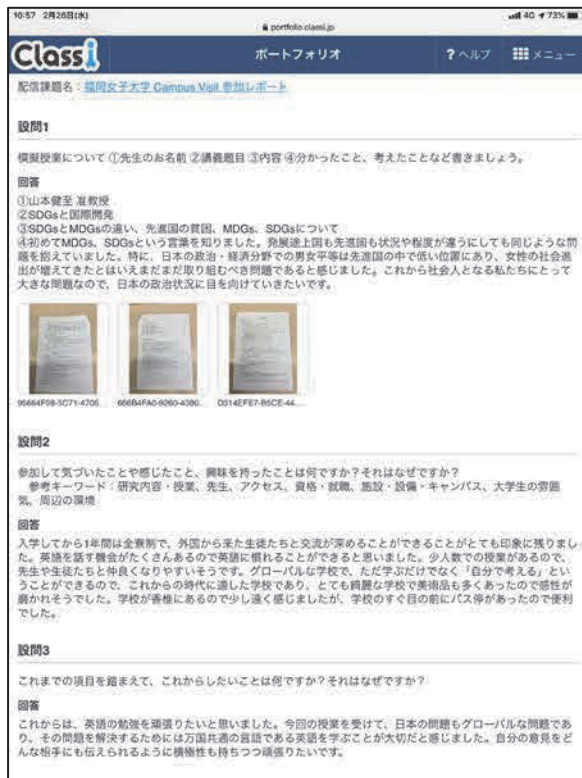 10:57 2月26日(水)
portfolio.classi.jp
4G 73%
Classi
ポートフォリオ
?ヘルプ
メニュー
配信課題名:福岡女子大学 Campus Visit 参加レポート
設問1
模擬授業について ①先生のお名前 ②講義題目 ③内容 ④分かったこと、考えたことなど書きましょう。
回答
①山本健至 准教授
②SDGsと国際開発
③SDGsとMDGsの違い、先進国の貧困、MDGs、SDGsについて
④初めてMDGs、SDGsという言葉を知りました。発展途上国も先進国も状況や程度が違うにしても同じような問
題を抱えていました。特に、日本の政治・経済分野での男女平等は先進国の中で低い位置にあり、女性の社会進
出が増えてきたとはいえまだまだ取り組むべき問題であると感じました。これから社会人となる私たちにとって
大きな問題なので、日本の政治状況に目を向けていきたいです。
95664F98-5C71-4706...
666B4FA0-9260-4380...
D314EFE7-B5CE-44...
設問2
参加して気づいたことや感じたこと、興味を持ったことは何ですか?それはなぜですか?
参考キーワード:研究内容・授業、先生、アクセス、資格・就職、施設・設備・キャンパス、大学生の雰囲
気、周辺の環境
回答
入学してから1年間は全寮制で、外国から来た生徒たちと交流が深めることができることがとても印象に残りまし
た。英語を話す機会がたくさんあるので英語に慣れることができると思いました。少人数での授業があるので、
先生や生徒たちと仲良くなりやすいそうです。グローバルな学校で、ただ学ぶだけでなく「自分で考える」とい
うことができるので、これからの時代に適した学校であり、とても綺麗な学校で美術品も多くあったので感性が
磨かれそうでした。学校が香椎にあるので少し遠く感じましたが、学校のすぐ目の前にバス停があったので便利
でした。
設問3
これまでの項目を踏まえて、これからしたいことは何ですか?それはなぜですか?
回答
これからは、英語の勉強を頑張りたいと思いました。今回の授業を受けて、日本の問題もグローバルな問題であ
り、その問題を解決するためには万国共通の言語である英語を学ぶことが大切だと感じました。自分の意見をど
んな相手にも伝えられるように積極性も持ちつつ頑張りたいです。